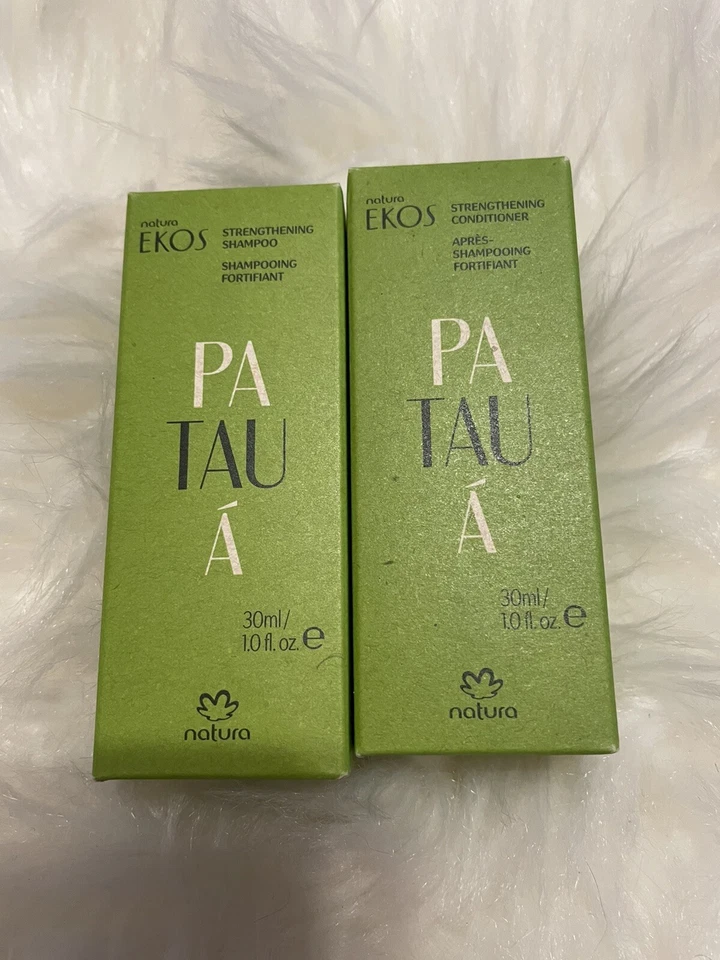 natura
EKOS
STRENGTHENING
SHAMPOO
SHAMPOOING
FORTIFIANT
PA
TAU
Á
30ml/
1.0 fl. oz. e
natura
natura
EKOS
STRENGTHENING
CONDITIONER
APRÈS-
SHAMPOOING
FORTIFIANT
PA
TAU
Á
30ml/
1.0 fl. oz. e
natura